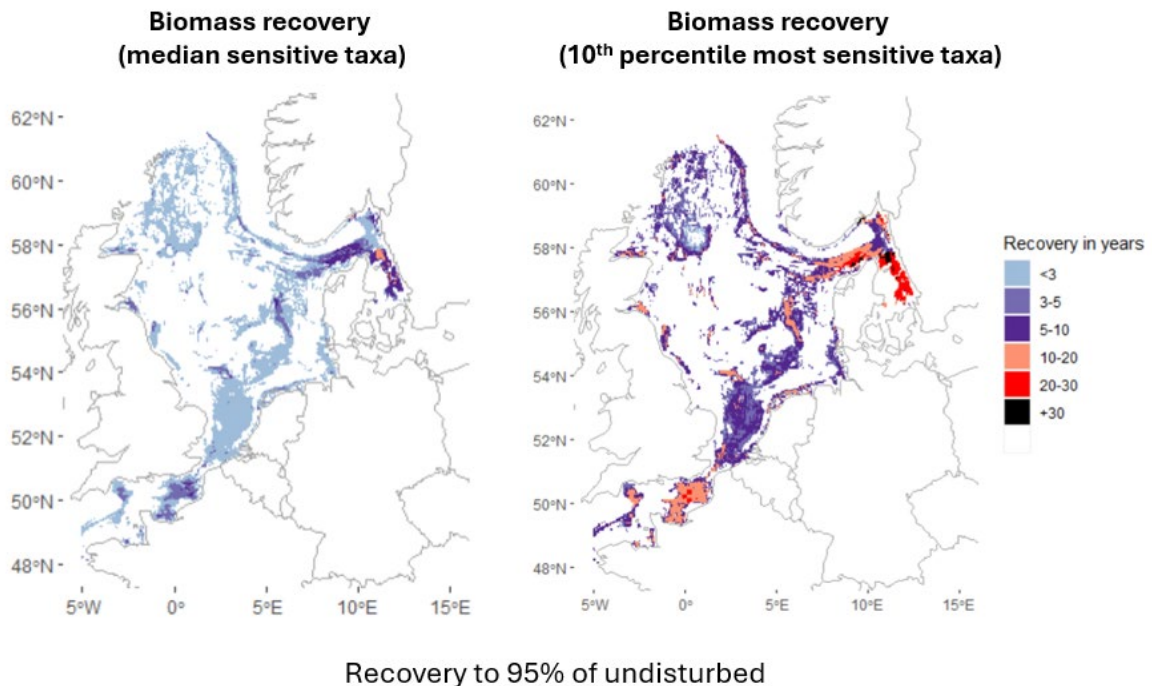 Biomass recovery
(median sensitive taxa)
Biomass recovery
(10th percentile most sensitive taxa)
62°N
60°N
58°N
56°N
54°N
52°N
50°N
48°N
5°W
0°
5°E
10°E
15°E
62°N
60°N
58°N
56°N
54°N
52°N
50°N
48°N
5°W
0°
5°E
10°E
15°E
Recovery in years
<3
3-5
5-10
10-20
20-30
+30
Recovery to 95% of undisturbed